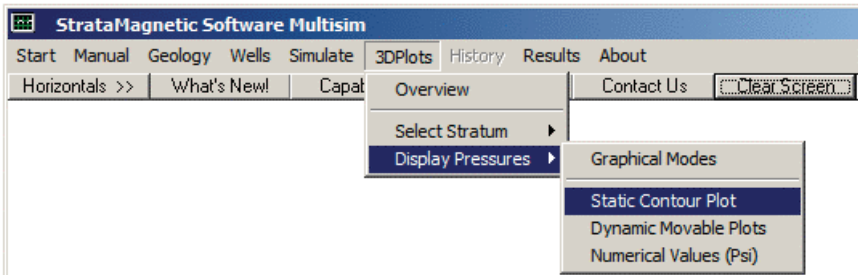 StrataMagnetic Software Multisim
Start Manual Geology Wells Simulate 3DPlots History Results About
Horizontals >> What's New! Contact Us Clear Screen
Overview
Select Stratum
Display Pressures
Graphical Modes
Static Contour Plot
Dynamic Movable Plots
Numerical Values (Psi)